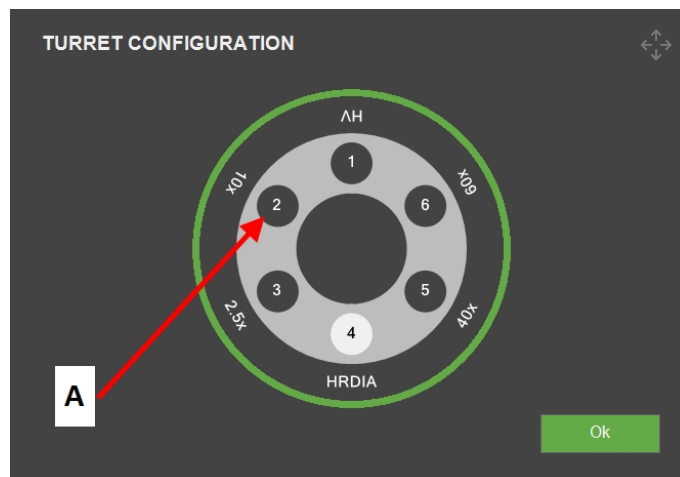 TURRET CONFIGURATION
HV
10x
60x
1
2
6
3
5
2.5x
40x
4
HRDIA
A
Ok